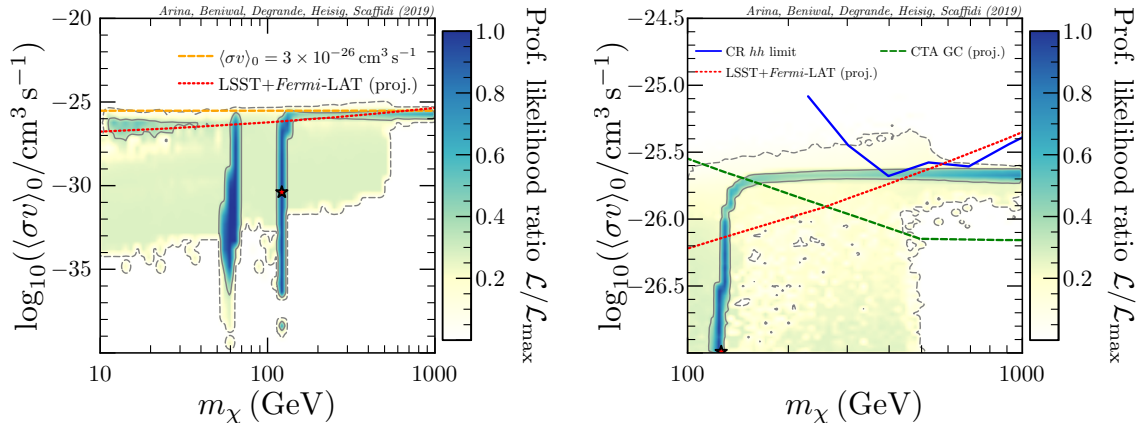 Arina, Beniwal, Degrande, Heisig, Scaffidi (2019)
⟨σv⟩₀ = 3 × 10⁻²⁶ cm³ s⁻¹
LSST+Fermi-LAT (proj.)
log₁₀(⟨σv⟩₀/cm³ s⁻¹)
−20
−25
−30
−35
10
100
1000
m_χ (GeV)
1.0
0.8
0.6
0.4
0.2
Prof. likelihood ratio ℒ/ℒ_max
Arina, Beniwal, Degrande, Heisig, Scaffidi (2019)
CR hh limit
CTA GC (proj.)
LSST+Fermi-LAT (proj.)
log₁₀(⟨σv⟩₀/cm³ s⁻¹)
−24.5
−25.0
−25.5
−26.0
−26.5
100
1000
m_χ (GeV)
1.0
0.8
0.6
0.4
0.2
Prof. likelihood ratio ℒ/ℒ_max